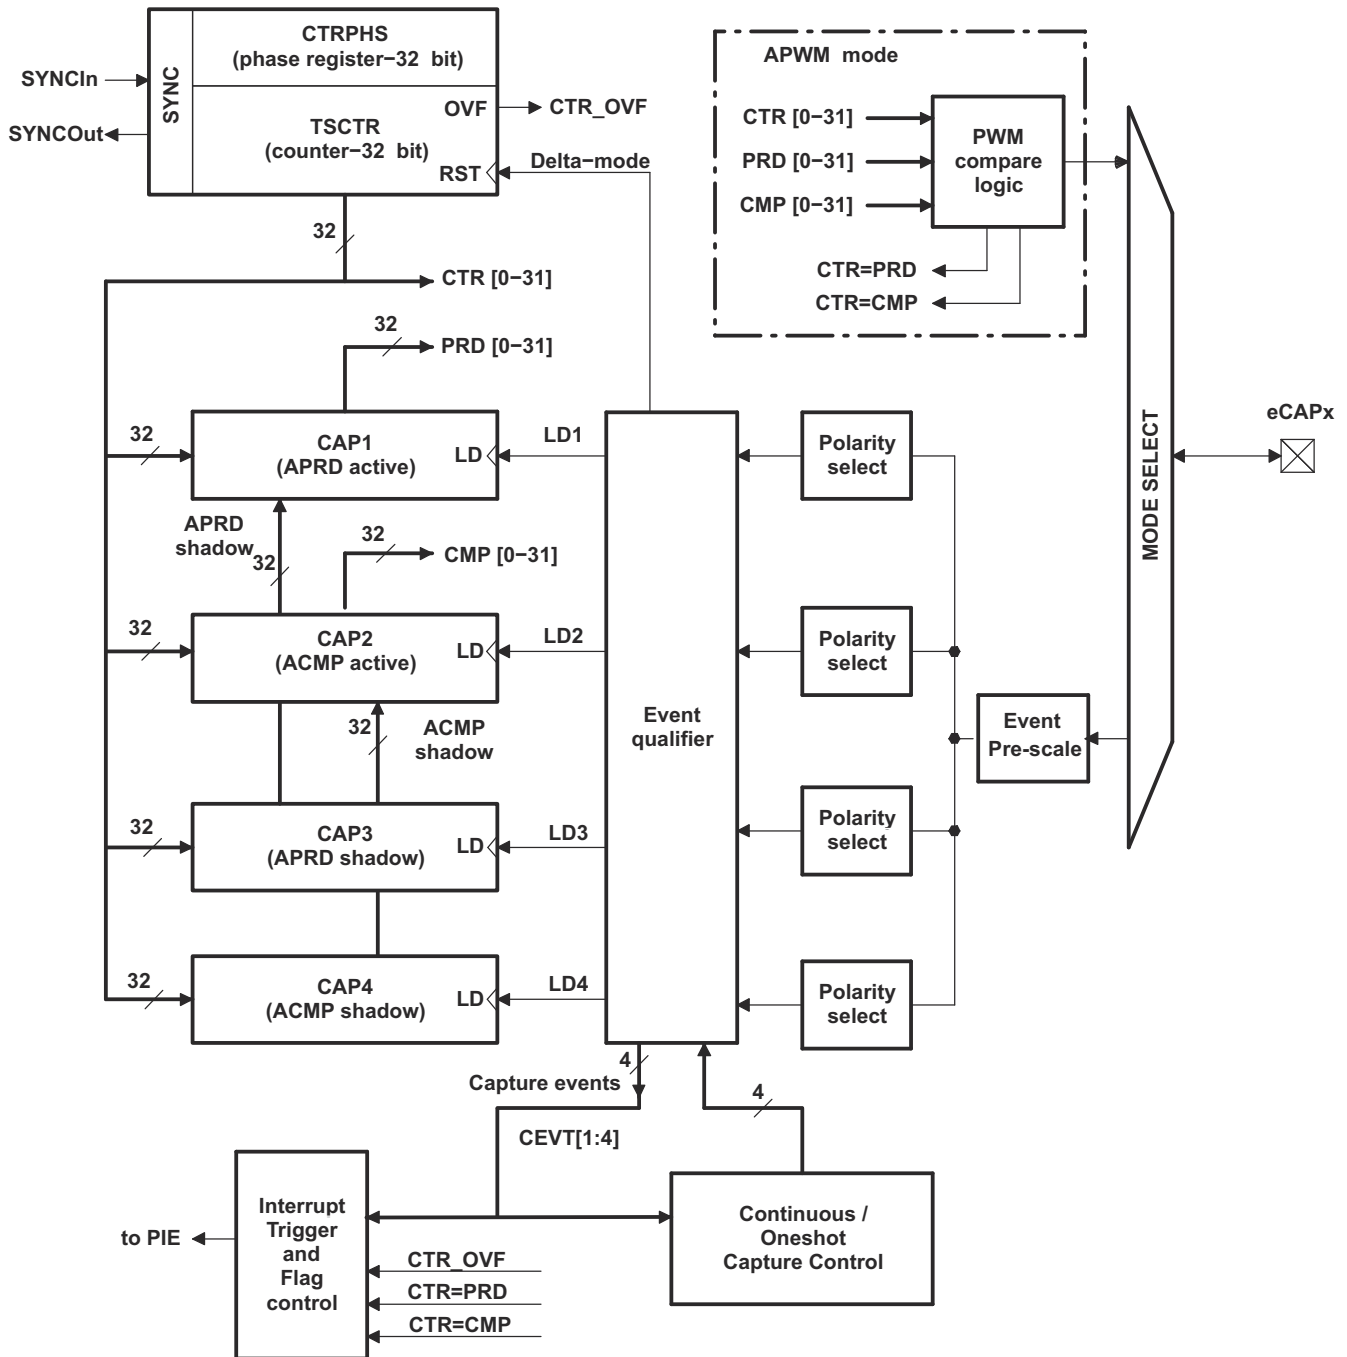 CTRPHS
(phase register−32 bit)
SYNC
SYNCIn
SYNCOut
OVF
CTR_OVF
TSCTR
(counter−32 bit)
RST
Delta−mode
32
CTR [0−31]
32
PRD [0−31]
APWM mode
CTR [0−31]
PRD [0−31]
CMP [0−31]
PWM
compare
logic
CTR=PRD
CTR=CMP
MODE SELECT
eCAPx
32
CAP1
(APRD active)
LD
LD1
Polarity
select
APRD
shadow
32
32
CMP [0−31]
32
CAP2
(ACMP active)
LD
LD2
Polarity
select
32
ACMP
shadow
Event
qualifier
Event
Pre-scale
32
CAP3
(APRD shadow)
LD
LD3
Polarity
select
32
CAP4
(ACMP shadow)
LD
LD4
Polarity
select
4
Capture events
4
CEVT[1:4]
Interrupt
Trigger
and
Flag
control
to PIE
CTR_OVF
CTR=PRD
CTR=CMP
Continuous /
Oneshot
Capture Control